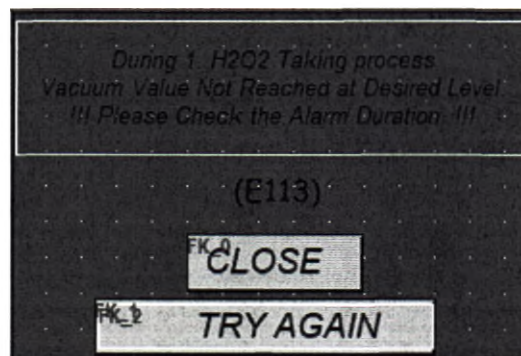 During 1. H2O2 Taking process
Vacuum Value Not Reached at Desired Level
!!! Please Check the Alarm Duration !!!
(E113)
FK_0
CLOSE
FK_2
TRY AGAIN